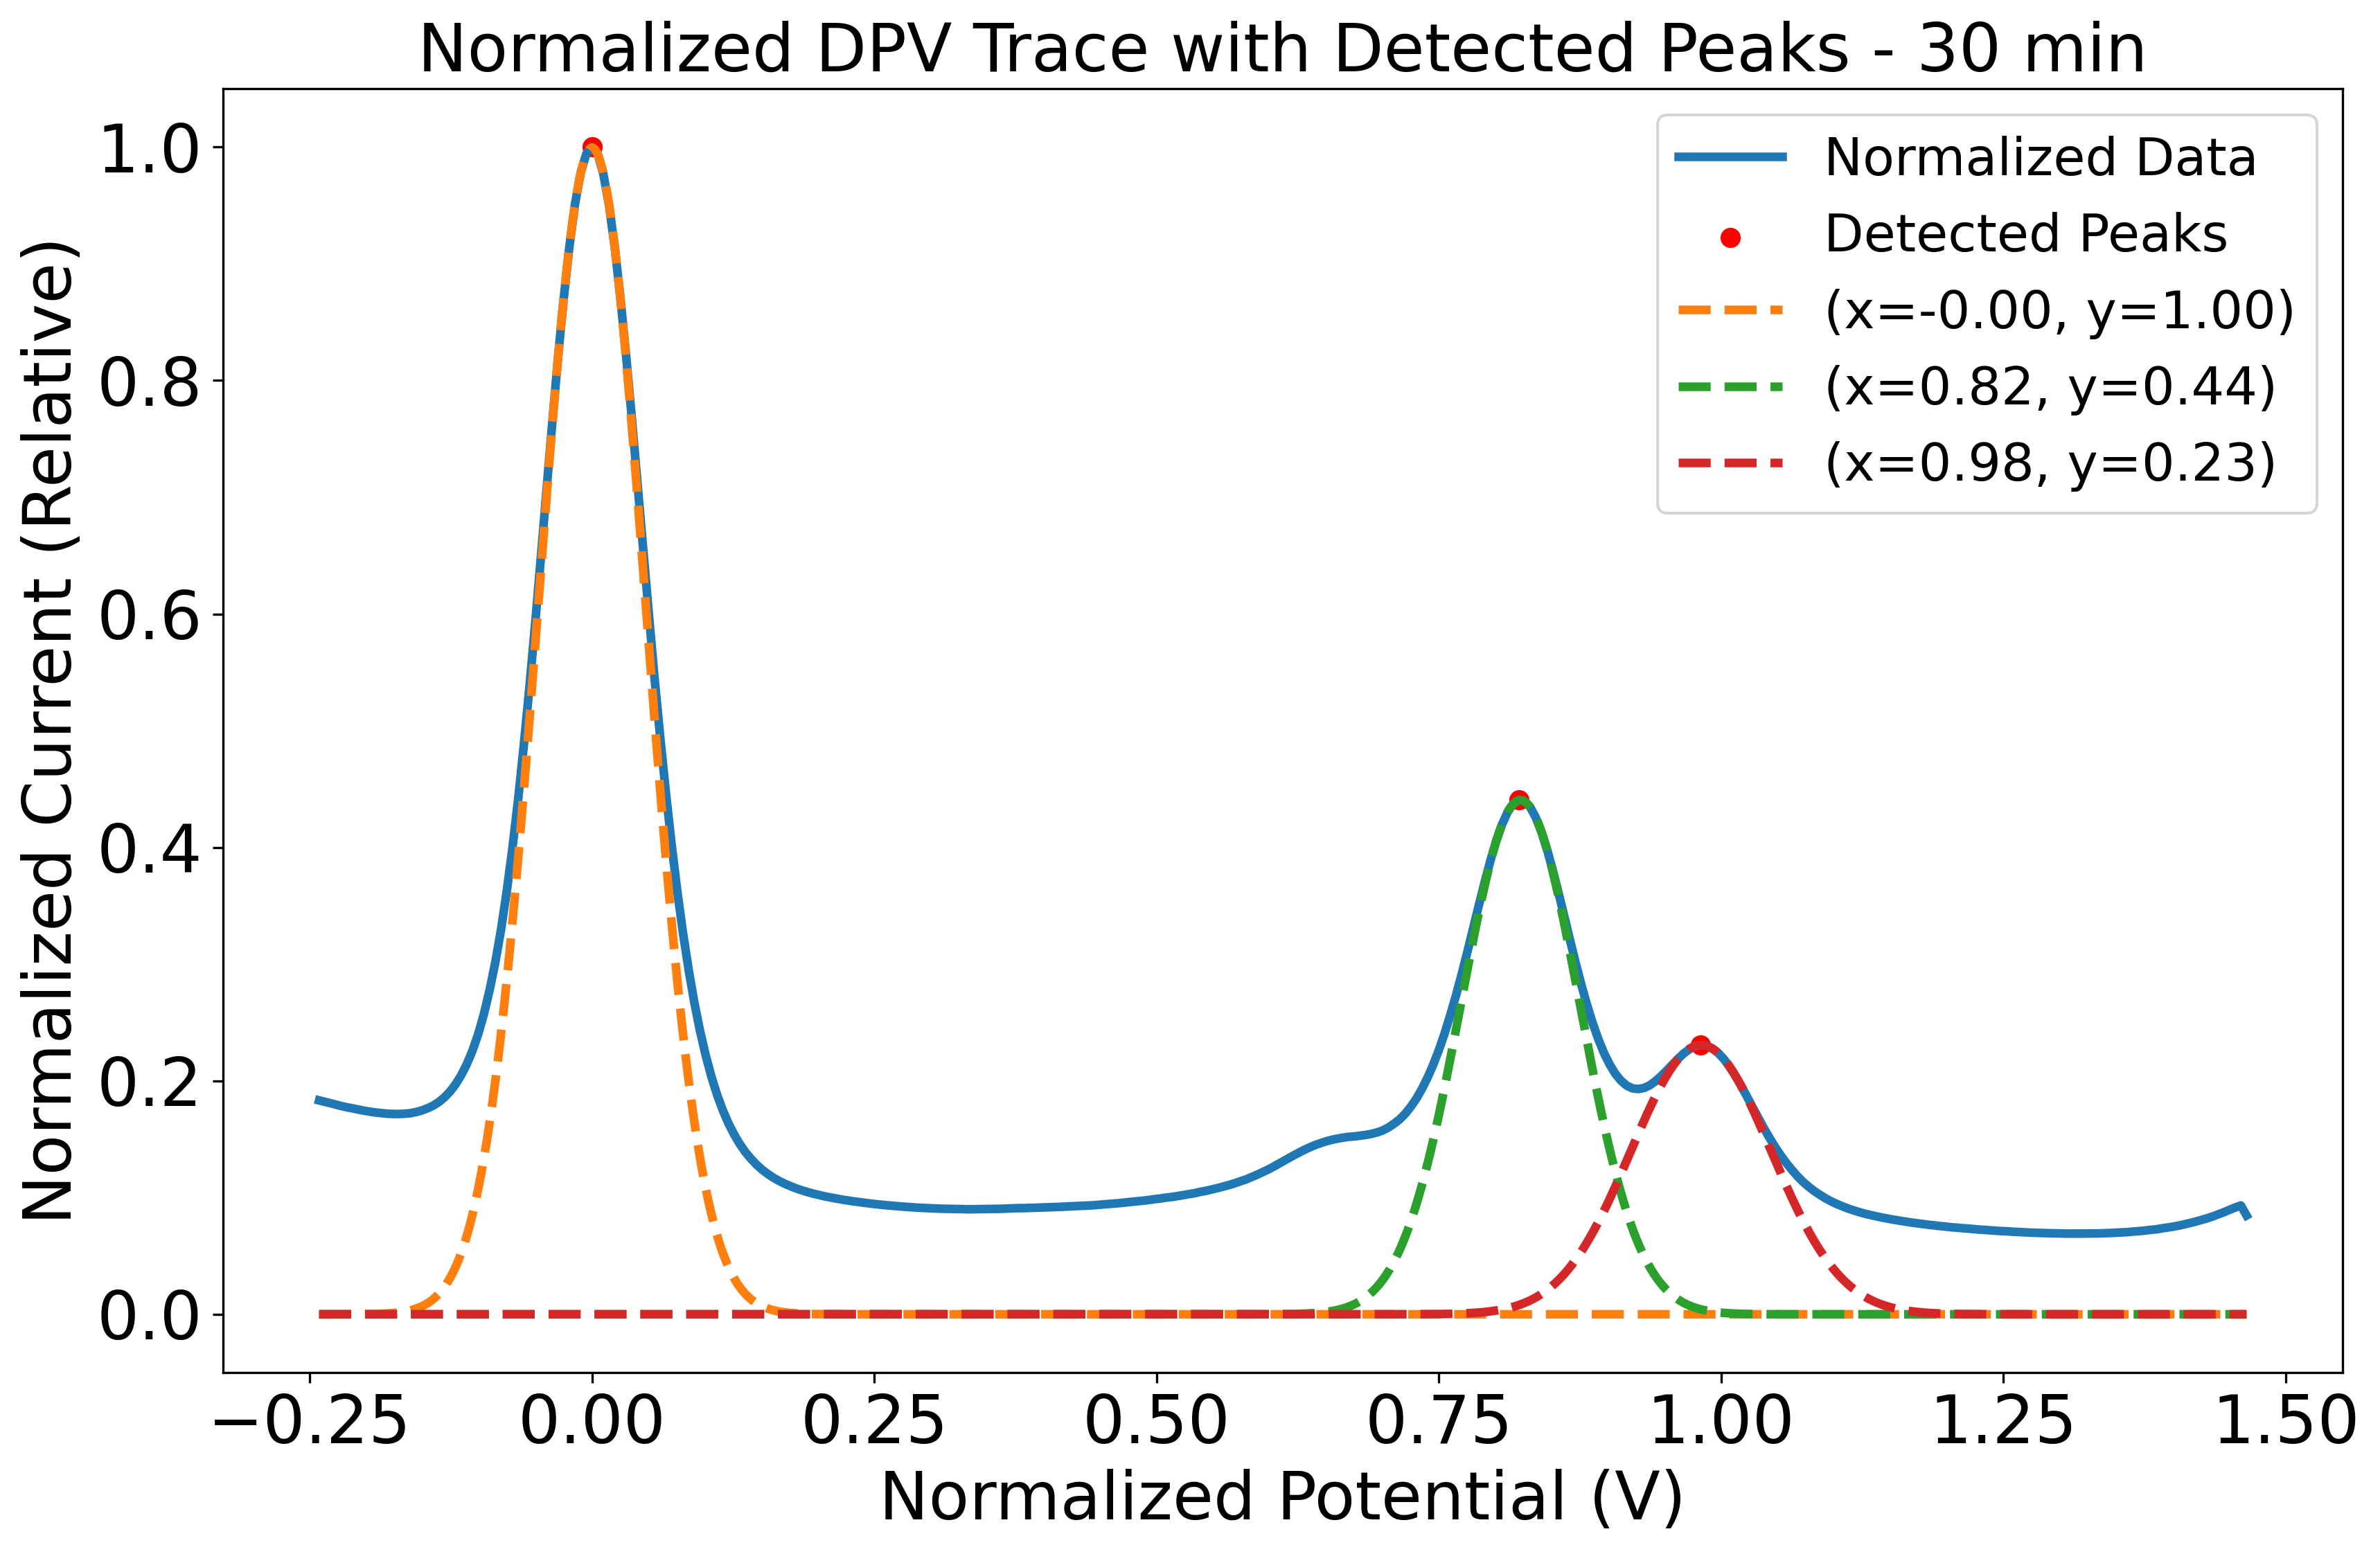 Normalized DPV Trace with Detected Peaks - 30 min
Normalized Current (Relative)
1.0
0.8
0.6
0.4
0.2
0.0
Normalized Data
Detected Peaks
(x=-0.00, y=1.00)
(x=0.82, y=0.44)
(x=0.98, y=0.23)
−0.25 0.00 0.25 0.50 0.75 1.00 1.25 1.50
Normalized Potential (V)